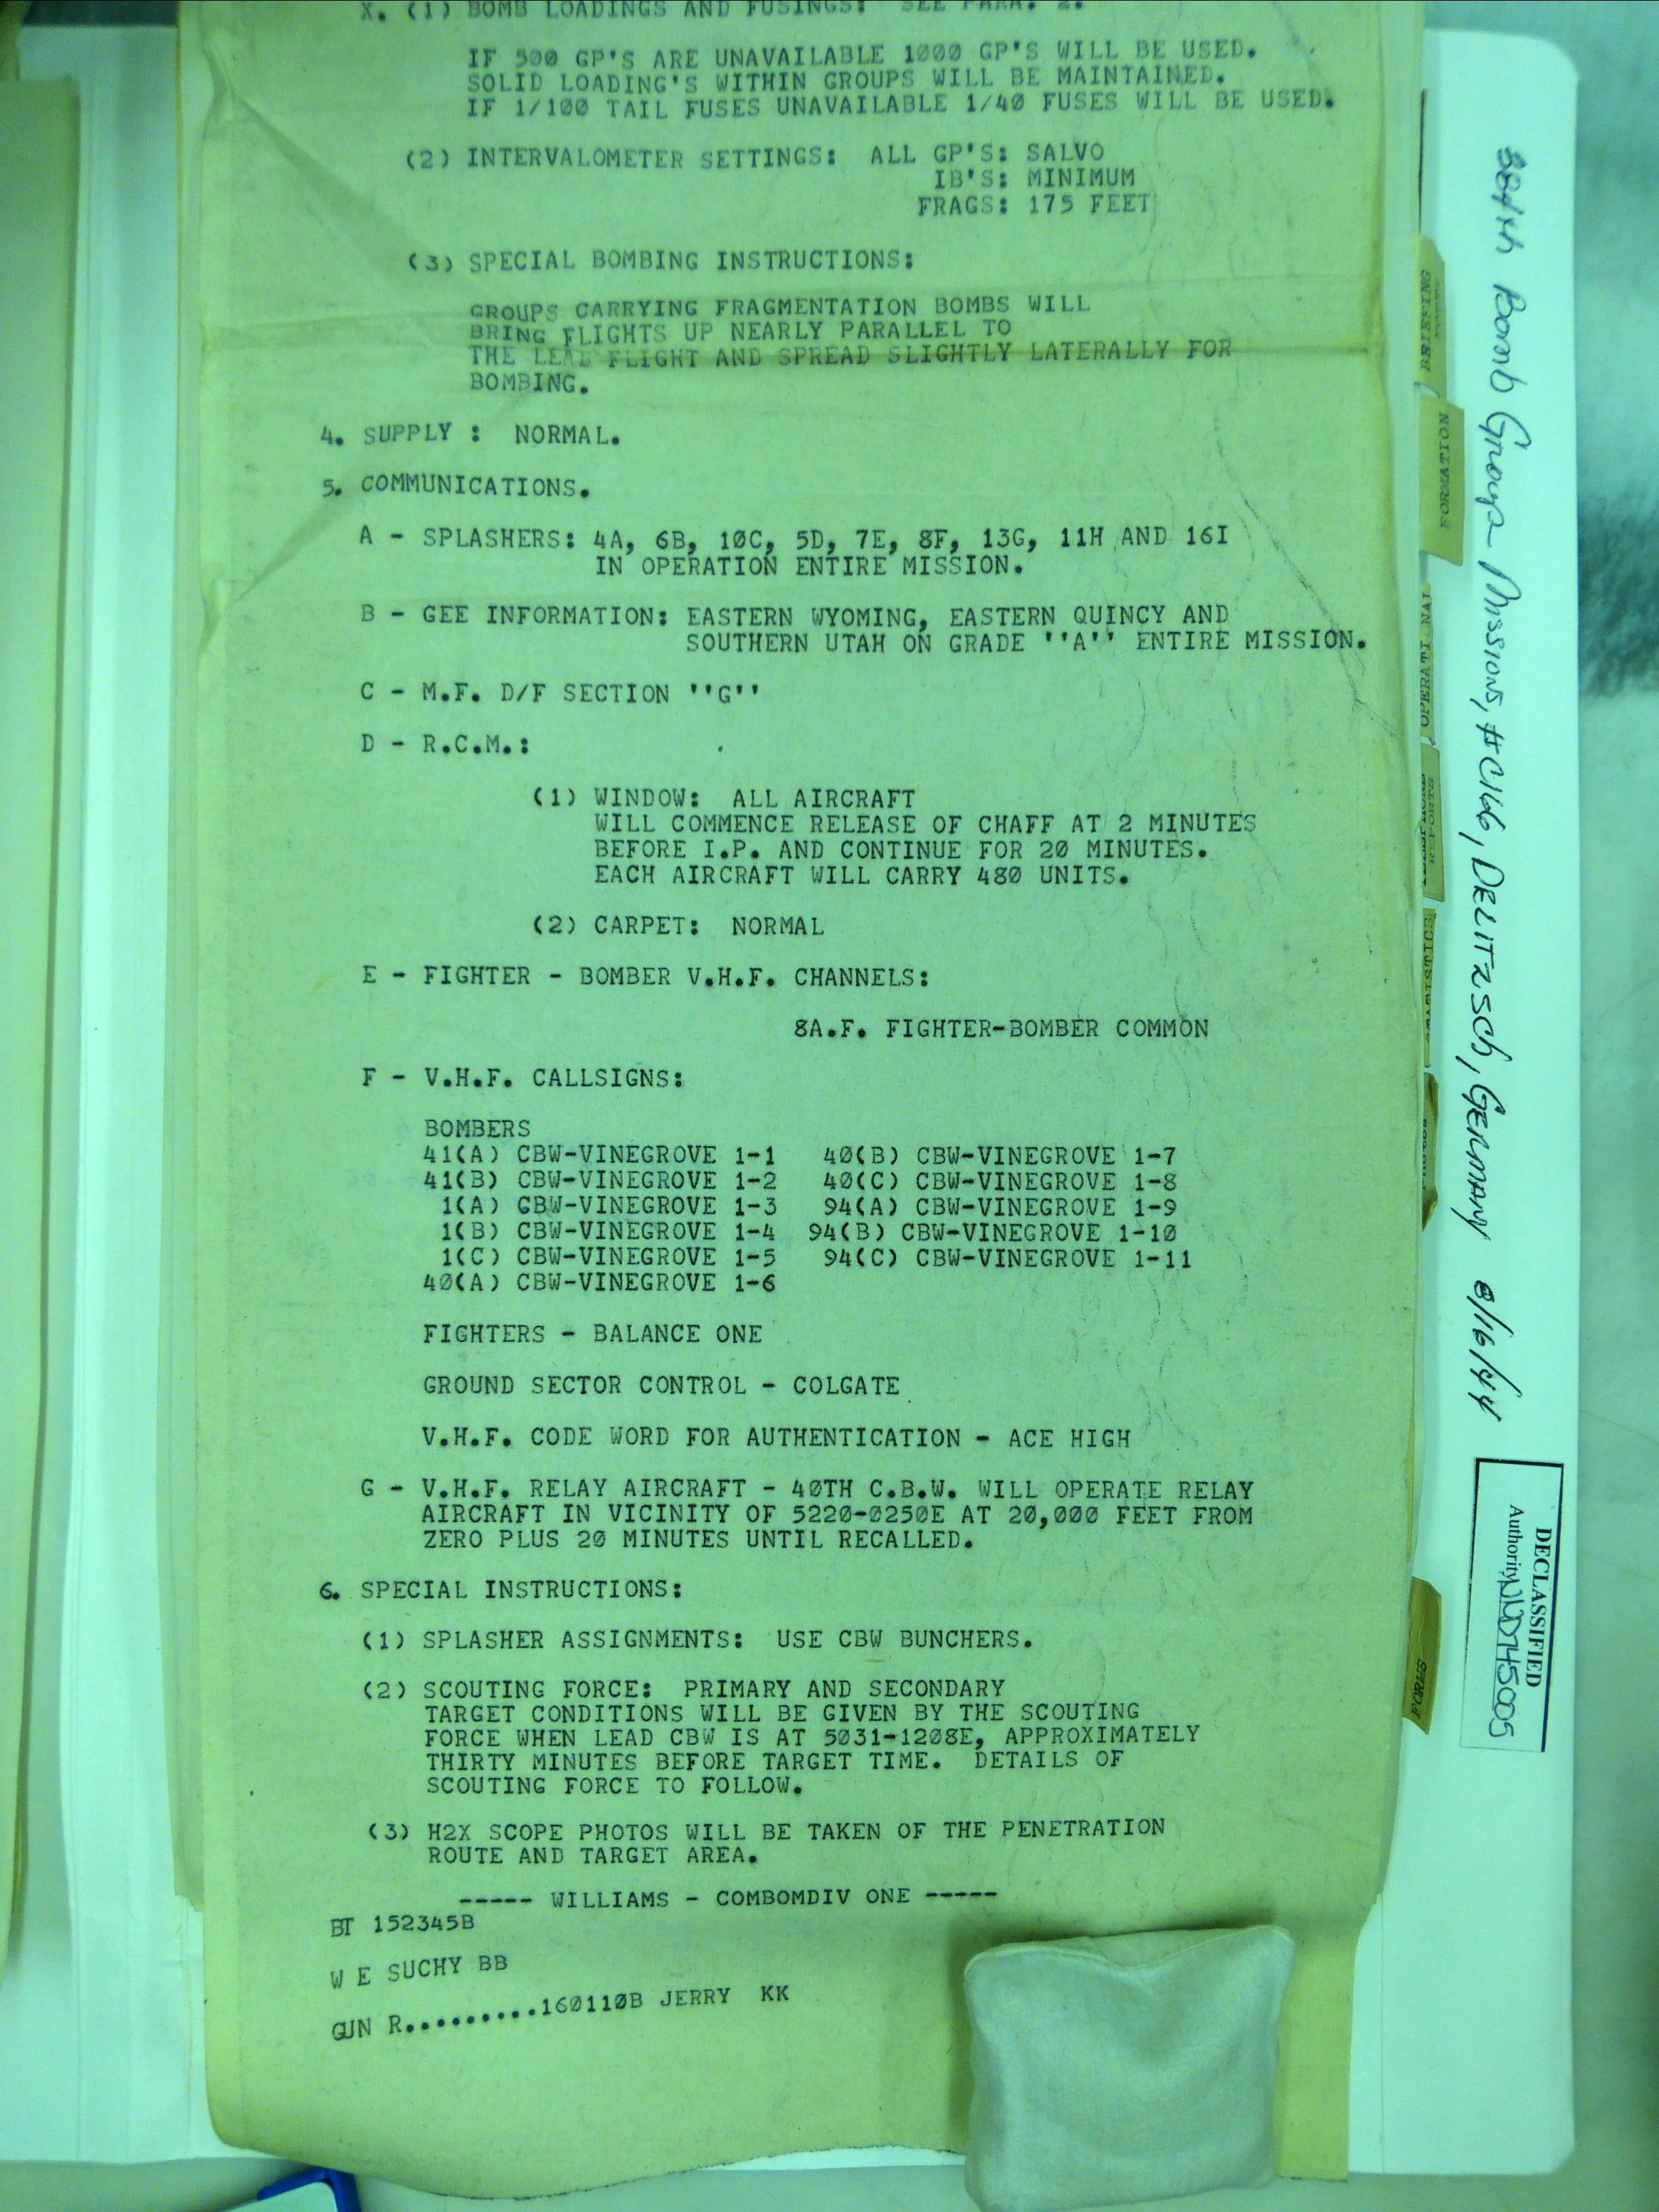 X. (1) BOMB LOADINGS AND FUSINGS: SEE PARA. 2.
IF 500 GP'S ARE UNAVAILABLE 1000 GP'S WILL BE USED.
SOLID LOADING'S WITHIN GROUPS WILL BE MAINTAINED.
IF 1/100 TAIL FUSES UNAVAILABLE 1/40 FUSES WILL BE USED.
(2) INTERVALOMETER SETTINGS: ALL GP'S: SALVO
IB'S: MINIMUM
FRAGS: 175 FEET
(3) SPECIAL BOMBING INSTRUCTIONS:
GROUPS CARRYING FRAGMENTATION BOMBS WILL
BRING FLIGHTS UP NEARLY PARALLEL TO
THE LEAD FLIGHT AND SPREAD SLIGHTLY LATERALLY FOR
BOMBING.
4. SUPPLY : NORMAL.
5. COMMUNICATIONS.
A - SPLASHERS: 4A, 6B, 10C, 5D, 7E, 8F, 13G, 11H AND 16I
IN OPERATION ENTIRE MISSION.
B - GEE INFORMATION: EASTERN WYOMING, EASTERN QUINCY AND
SOUTHERN UTAH ON GRADE ''A'' ENTIRE MISSION.
C - M.F. D/F SECTION ''G''
D - R.C.M.:
(1) WINDOW: ALL AIRCRAFT
WILL COMMENCE RELEASE OF CHAFF AT 2 MINUTES
BEFORE I.P. AND CONTINUE FOR 20 MINUTES.
EACH AIRCRAFT WILL CARRY 480 UNITS.
(2) CARPET: NORMAL
E - FIGHTER - BOMBER V.H.F. CHANNELS:
8A.F. FIGHTER-BOMBER COMMON
F - V.H.F. CALLSIGNS:
BOMBERS
41(A) CBW-VINEGROVE 1-1 40(B) CBW-VINEGROVE 1-7
41(B) CBW-VINEGROVE 1-2 40(C) CBW-VINEGROVE 1-8
1(A) CBW-VINEGROVE 1-3 94(A) CBW-VINEGROVE 1-9
1(B) CBW-VINEGROVE 1-4 94(B) CBW-VINEGROVE 1-10
1(C) CBW-VINEGROVE 1-5 94(C) CBW-VINEGROVE 1-11
40(A) CBW-VINEGROVE 1-6
FIGHTERS - BALANCE ONE
GROUND SECTOR CONTROL - COLGATE
V.H.F. CODE WORD FOR AUTHENTICATION - ACE HIGH
G - V.H.F. RELAY AIRCRAFT - 40TH C.B.W. WILL OPERATE RELAY
AIRCRAFT IN VICINITY OF 5220-0250E AT 20,000 FEET FROM
ZERO PLUS 20 MINUTES UNTIL RECALLED.
6. SPECIAL INSTRUCTIONS:
(1) SPLASHER ASSIGNMENTS: USE CBW BUNCHERS.
(2) SCOUTING FORCE: PRIMARY AND SECONDARY
TARGET CONDITIONS WILL BE GIVEN BY THE SCOUTING
FORCE WHEN LEAD CBW IS AT 5031-1208E, APPROXIMATELY
THIRTY MINUTES BEFORE TARGET TIME. DETAILS OF
SCOUTING FORCE TO FOLLOW.
(3) H2X SCOPE PHOTOS WILL BE TAKEN OF THE PENETRATION
ROUTE AND TARGET AREA.
----- WILLIAMS - COMBOMDIV ONE -----
BT 152345B
W E SUCHY BB
GUN R.........160110B JERRY KK
BRIEFING
FORMATION
REPORTS
STATISTICS
FORMS
384th Bomb Group Mission, #C166, DELITZSCh, GERMANY 8/16/44
DECLASSIFIED
Authority NND745005